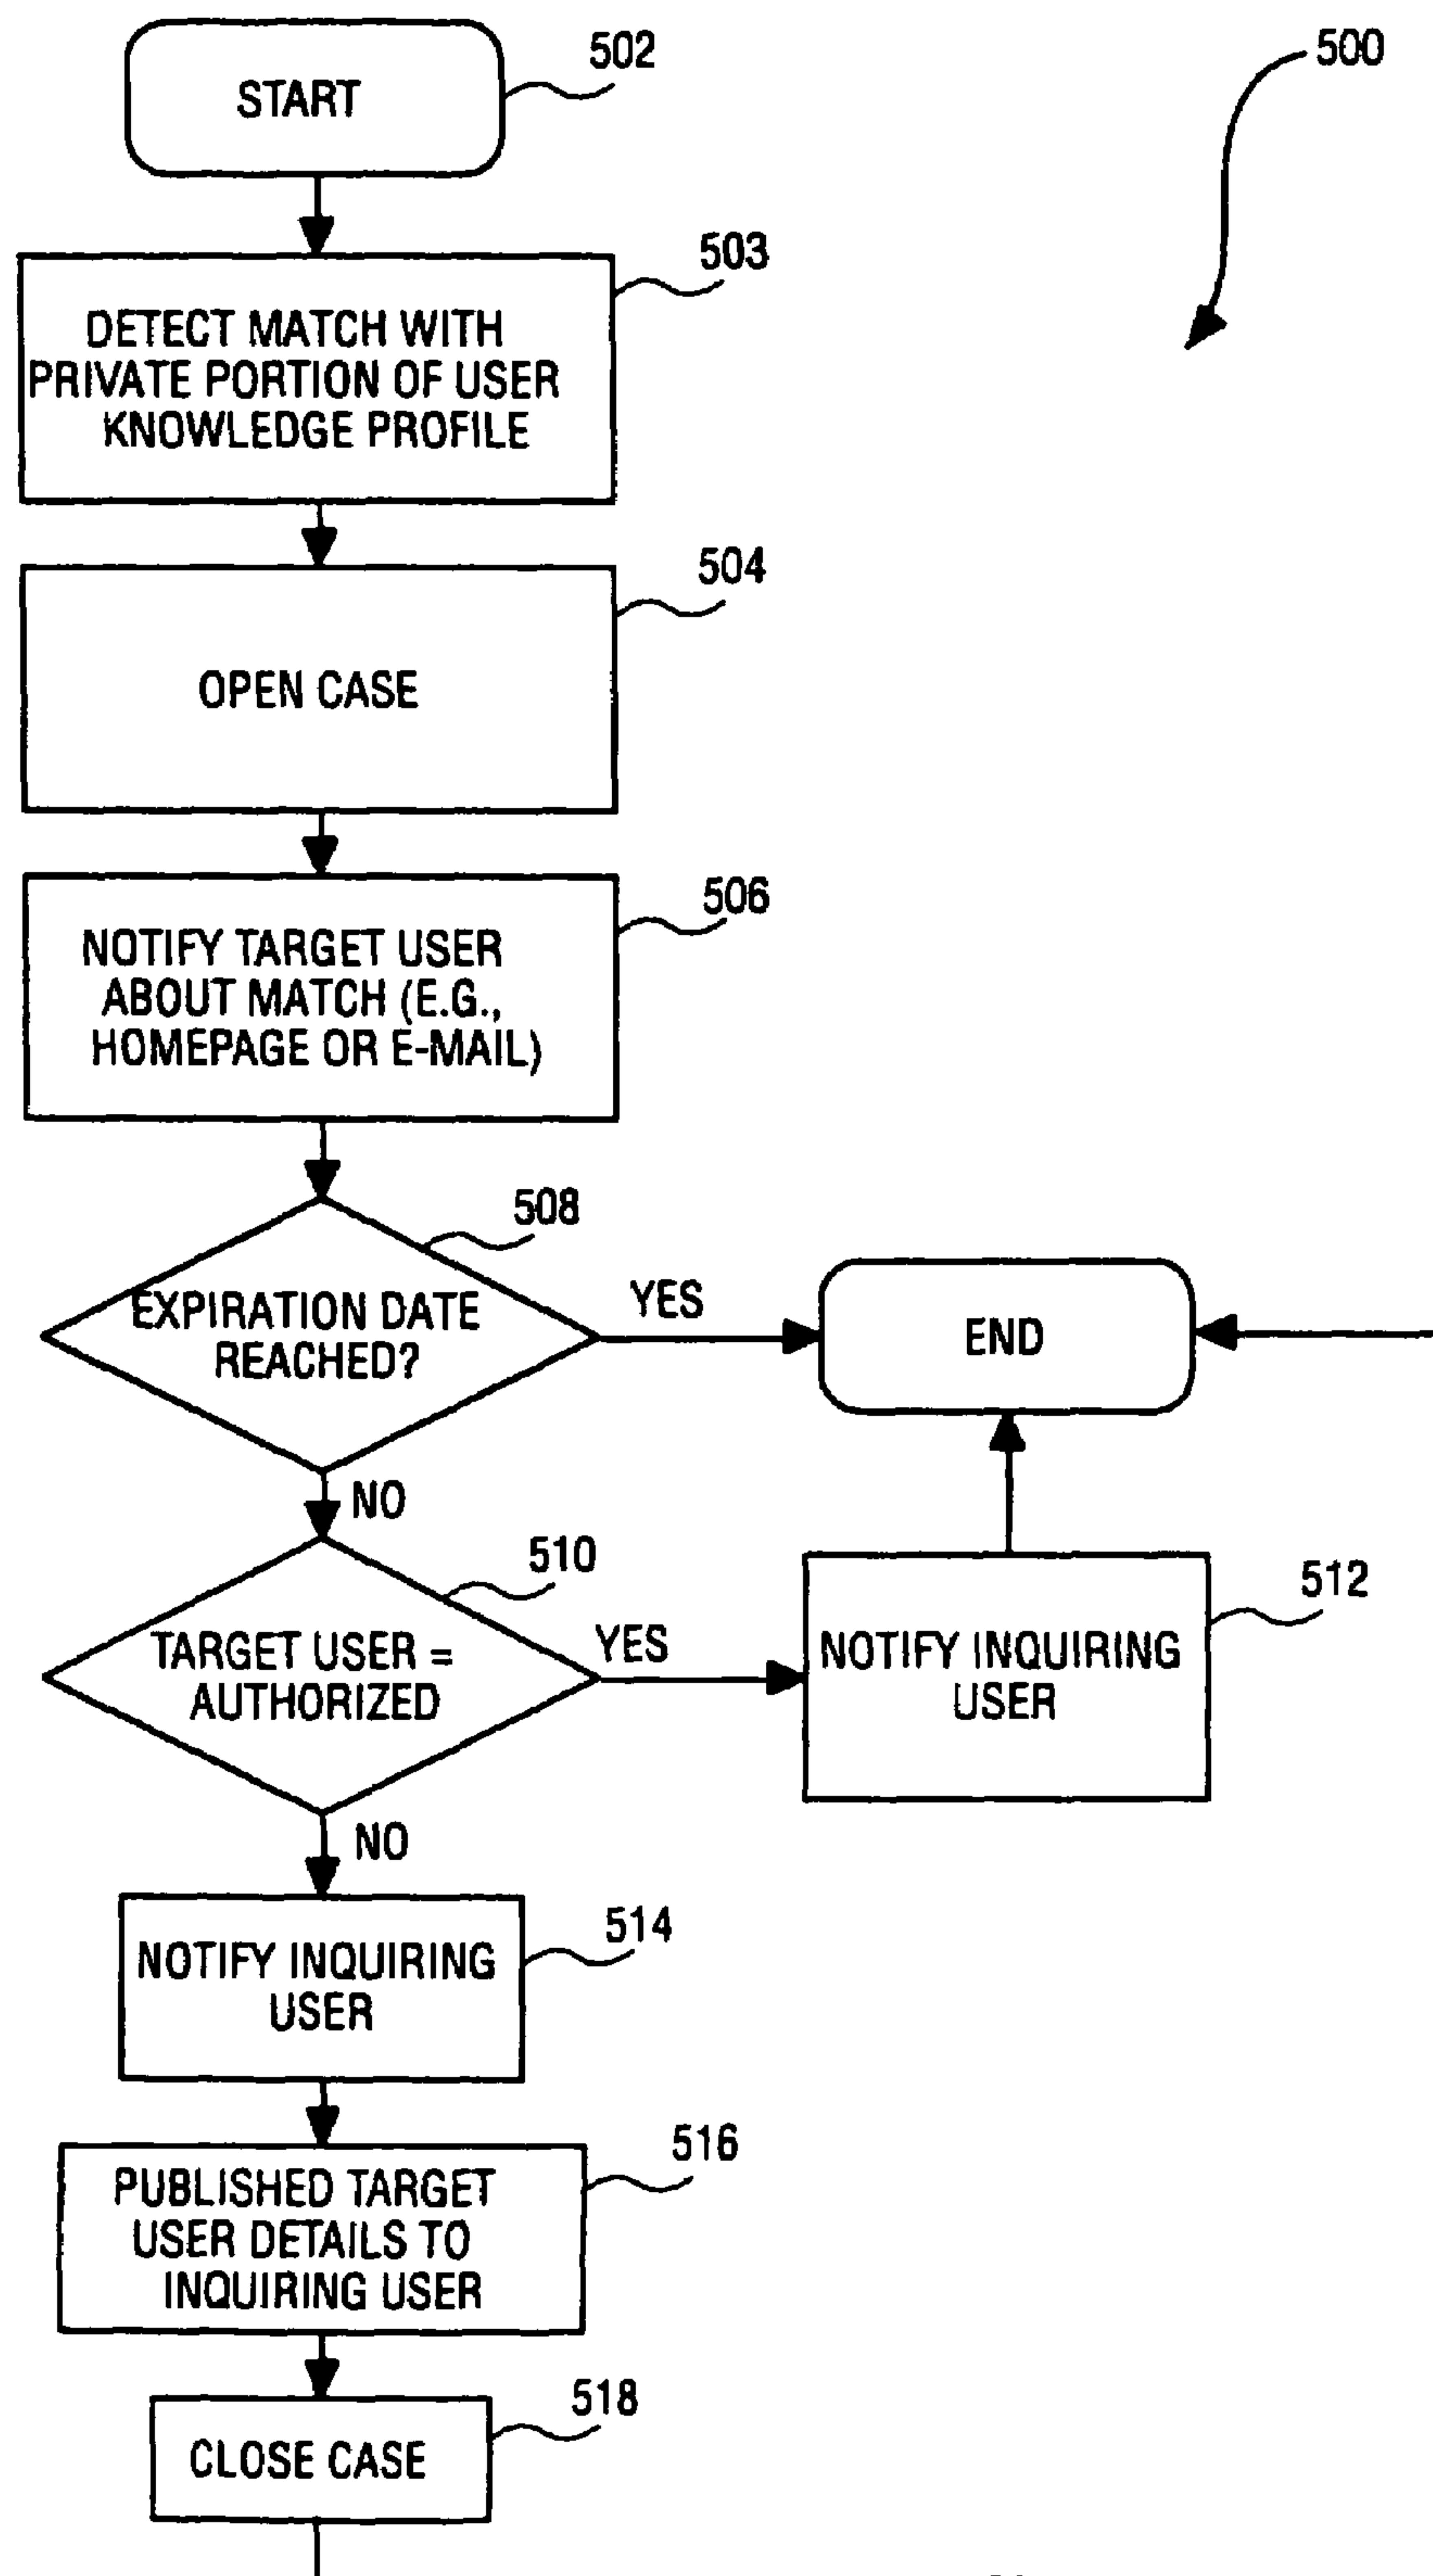 502
500
START
503
DETECT MATCH WITH
PRIVATE PORTION OF USER
KNOWLEDGE PROFILE
504
OPEN CASE
506
NOTIFY TARGET USER
ABOUT MATCH (E.G.,
HOMEPAGE OR E-MAIL)
508
EXPIRATION DATE
REACHED?
YES
END
NO
510
TARGET USER =
AUTHORIZED
YES
512
NOTIFY INQUIRING
USER
NO
514
NOTIFY INQUIRING
USER
516
PUBLISHED TARGET
USER DETAILS TO
INQUIRING USER
518
CLOSE CASE